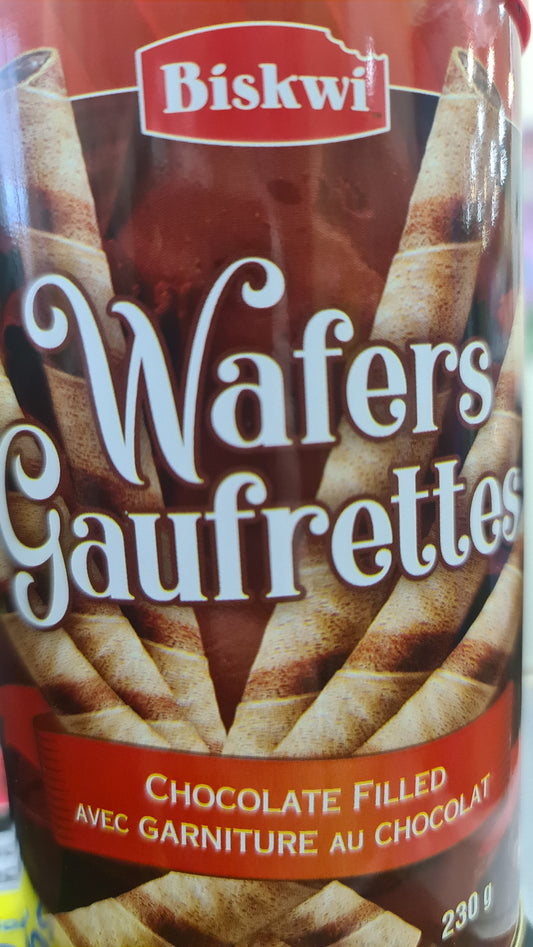 Biskwi
Wafers
Gaufrettes
CHOCOLATE FILLED
AVEC GARNITURE AU CHOCOLAT
230 g